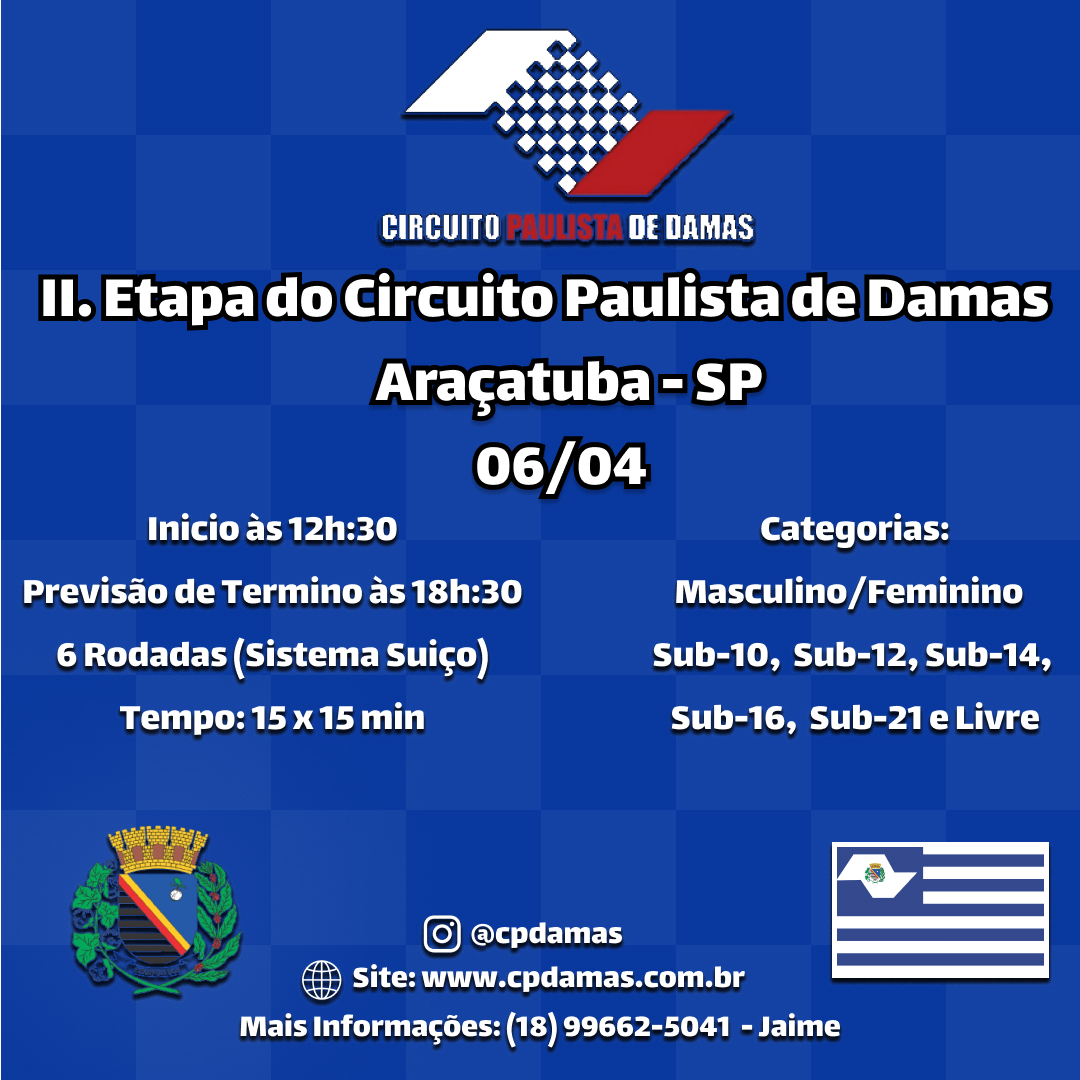 CIRCUITO PAULISTA DE DAMAS
II. Etapa do Circuito Paulista de Damas
Araçatuba - SP
06/04
Inicio às 12h:30
Previsão de Termino às 18h:30
6 Rodadas (Sistema Suiço)
Tempo: 15 x 15 min
Categorias:
Masculino/Feminino
Sub-10, Sub-12, Sub-14,
Sub-16, Sub-21 e Livre
@cpdamas
Site: www.cpdamas.com.br
Mais Informações: (18) 99662-5041 - Jaime